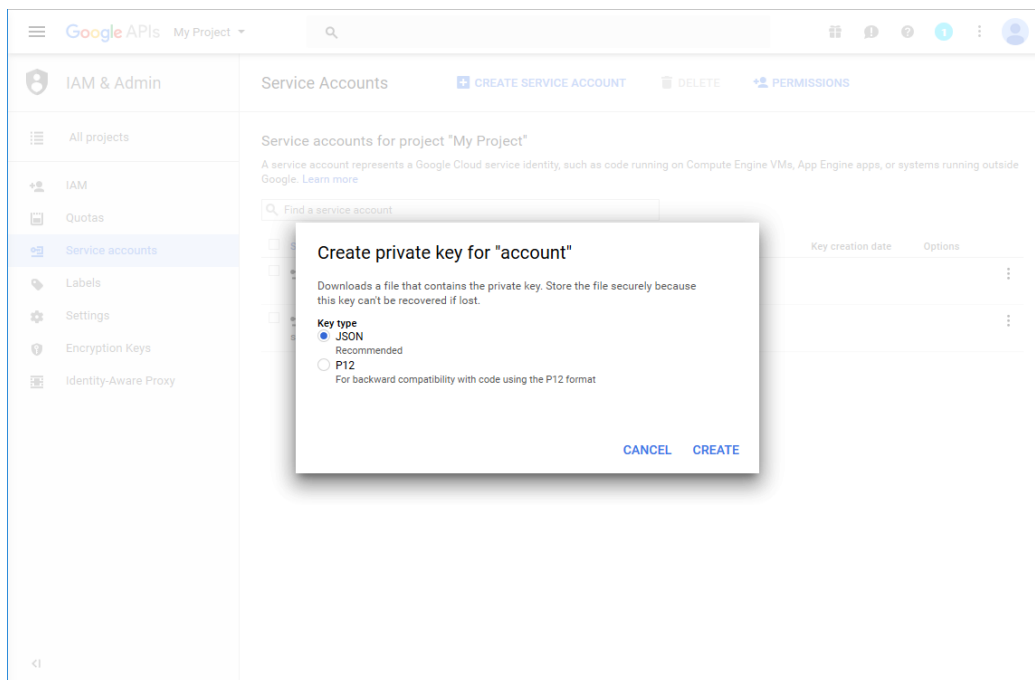 Google APIs My Project
1
IAM & Admin
Service Accounts
CREATE SERVICE ACCOUNT
DELETE
PERMISSIONS
All projects
IAM
Quotas
Service accounts
Labels
Settings
Encryption Keys
Identity-Aware Proxy
Service accounts for project "My Project"
A service account represents a Google Cloud service identity, such as code running on Compute Engine VMs, App Engine apps, or systems running outside
Google. Learn more
Find a service account
Key creation date
Options
Create private key for "account"
Downloads a file that contains the private key. Store the file securely because
this key can't be recovered if lost.
Key type
JSON
Recommended
P12
For backward compatibility with code using the P12 format
CANCEL
CREATE